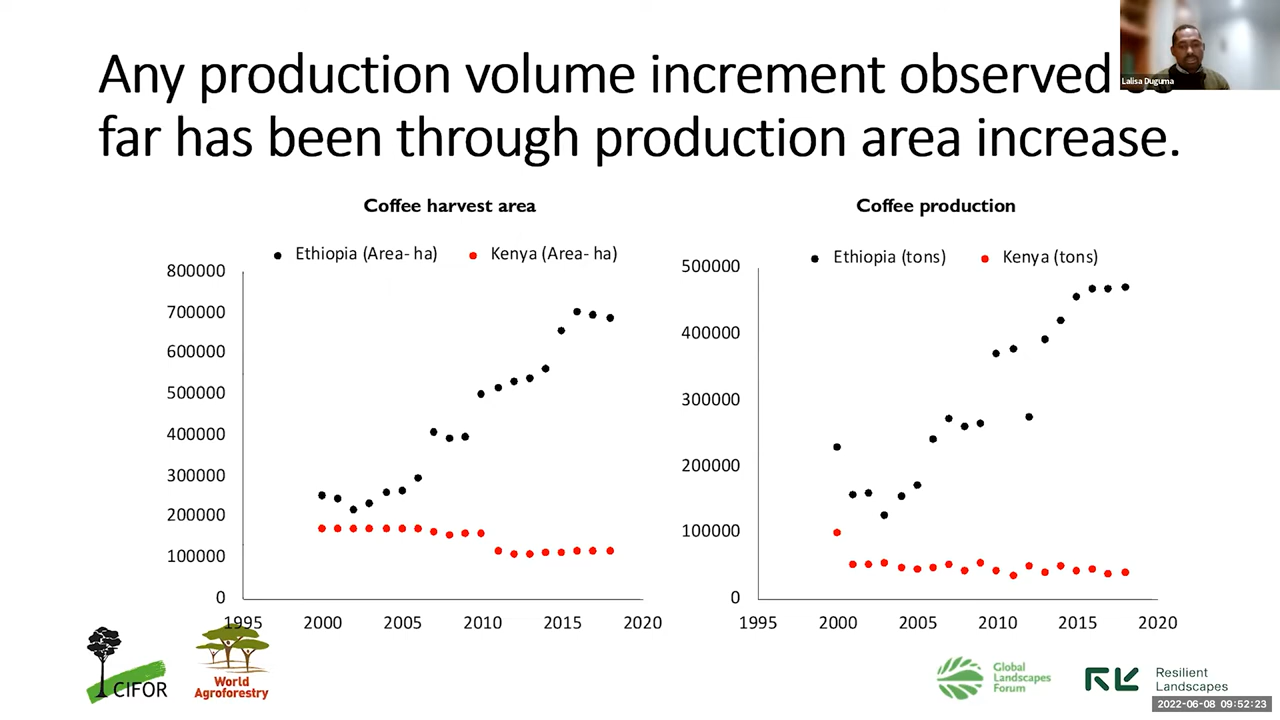 Any production volume increment observed
far has been through production area increase.
Lalisa Duguma
Coffee harvest area
Ethiopia (Area- ha) Kenya (Area- ha)
800000
700000
600000
500000
400000
300000
200000
100000
0
1995 2000 2005 2010 2015 2020
Coffee production
Ethiopia (tons) Kenya (tons)
500000
400000
300000
200000
100000
0
1995 2000 2005 2010 2015 2020
CIFOR
World
Agroforestry
Global
Landscapes
Forum
Resilient
Landscapes
2022-06-08 09:52:23